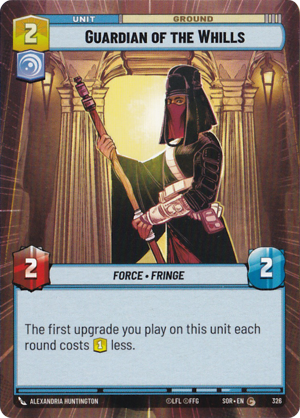 UNIT GROUND
2 GUARDIAN OF THE WHILLS
2 2
FORCE • FRINGE
The first upgrade you play on this unit each
round costs 1 less.
ALEXANDRIA HUNTINGTON ©LFL ©FFG SOR • EN C 326